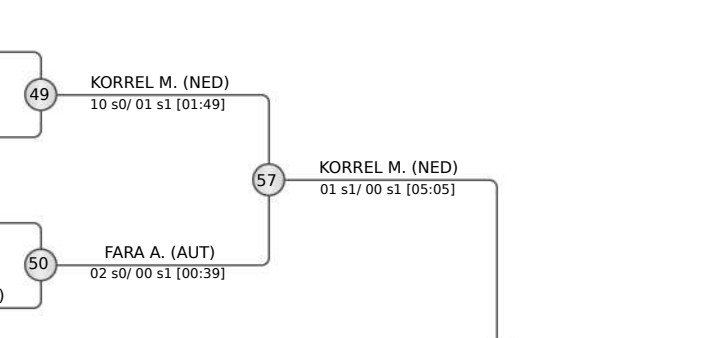 KORREL M. (NED)
49
10 s0/ 01 s1 [01:49]
KORREL M. (NED)
57
01 s1/ 00 s1 [05:05]
FARA A. (AUT)
50
02 s0/ 00 s1 [00:39]
)